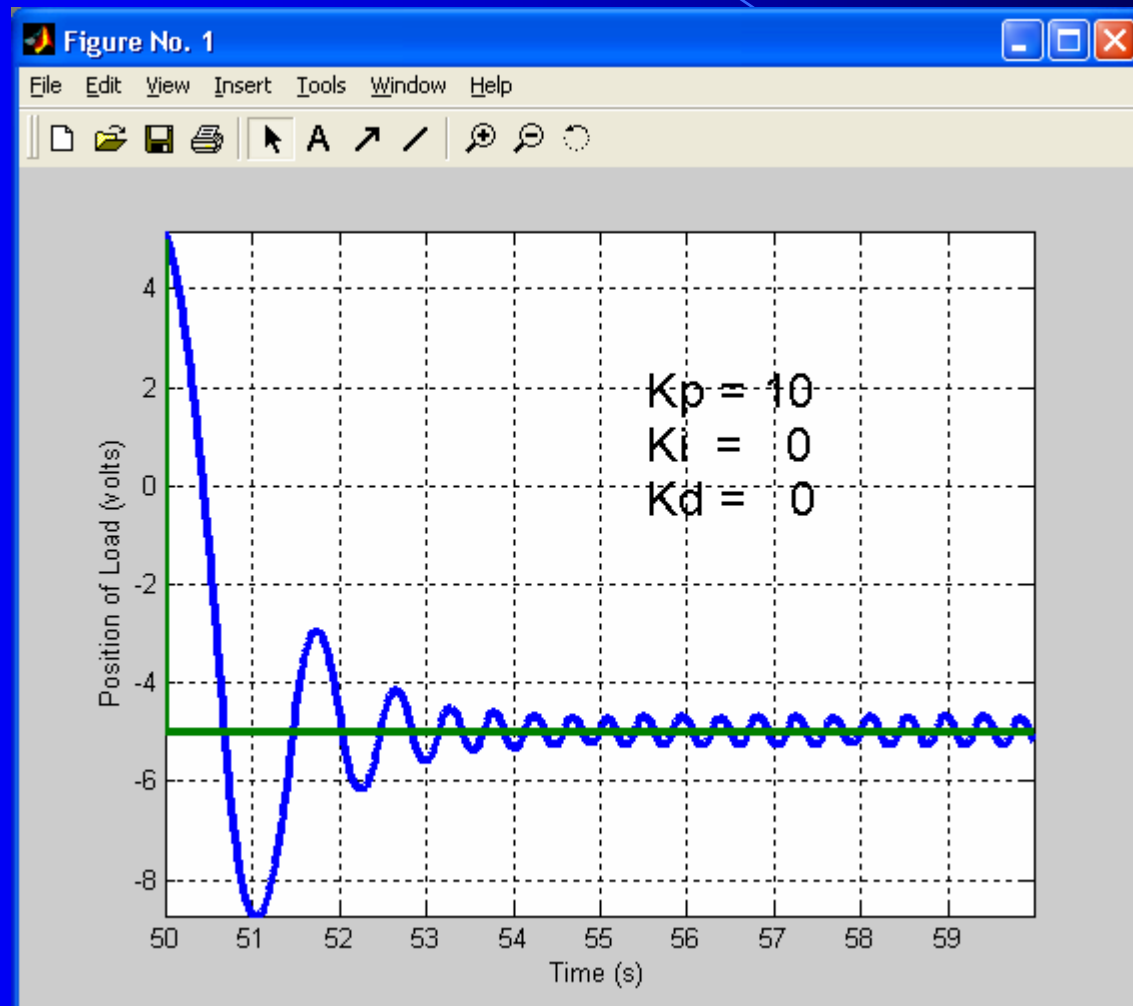 Figure No. 1
File Edit View Insert Tools Window Help
A
4
2
0
-2
-4
-6
-8
Position of Load (volts)
Kp = 10
Ki = 0
Kd = 0
50 51 52 53 54 55 56 57 58 59
Time (s)